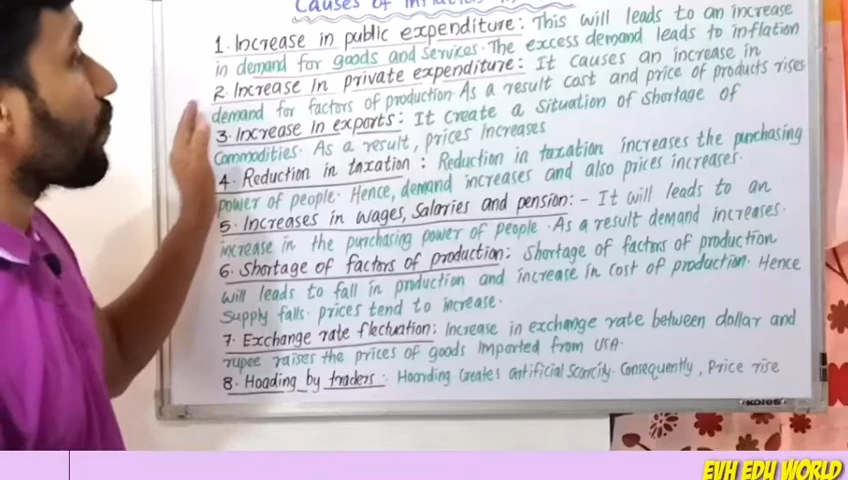 Causes of Inflation
1. Increase in public expenditure: This will leads to an increase
in demand for goods and services. The excess demand leads to inflation
2. Increase in private expenditure: It causes an increase in
demand for factors of production. As a result cost and price of products rises
3. Increase in exports: It create a situation of shortage of
commodities. As a result, prices increases
4. Reduction in taxation: Reduction in taxation increases the purchasing
power of people. Hence, demand increases and also prices increases.
5. Increases in wages, salaries and pension:- It will leads to an
increase in the purchasing power of people. As a result demand increases.
6. Shortage of factors of production: Shortage of factors of production
will leads to fall in production and increase in cost of production. Hence
supply falls. prices tend to increase.
7. Exchange rate flectuation: Increase in exchange rate between dollar and
rupee raises the prices of goods imported from USA.
8. Hoading by traders: Hoarding creates artificial scarcity. Consequently, Price rise
KORES
EVH EDU WORLD